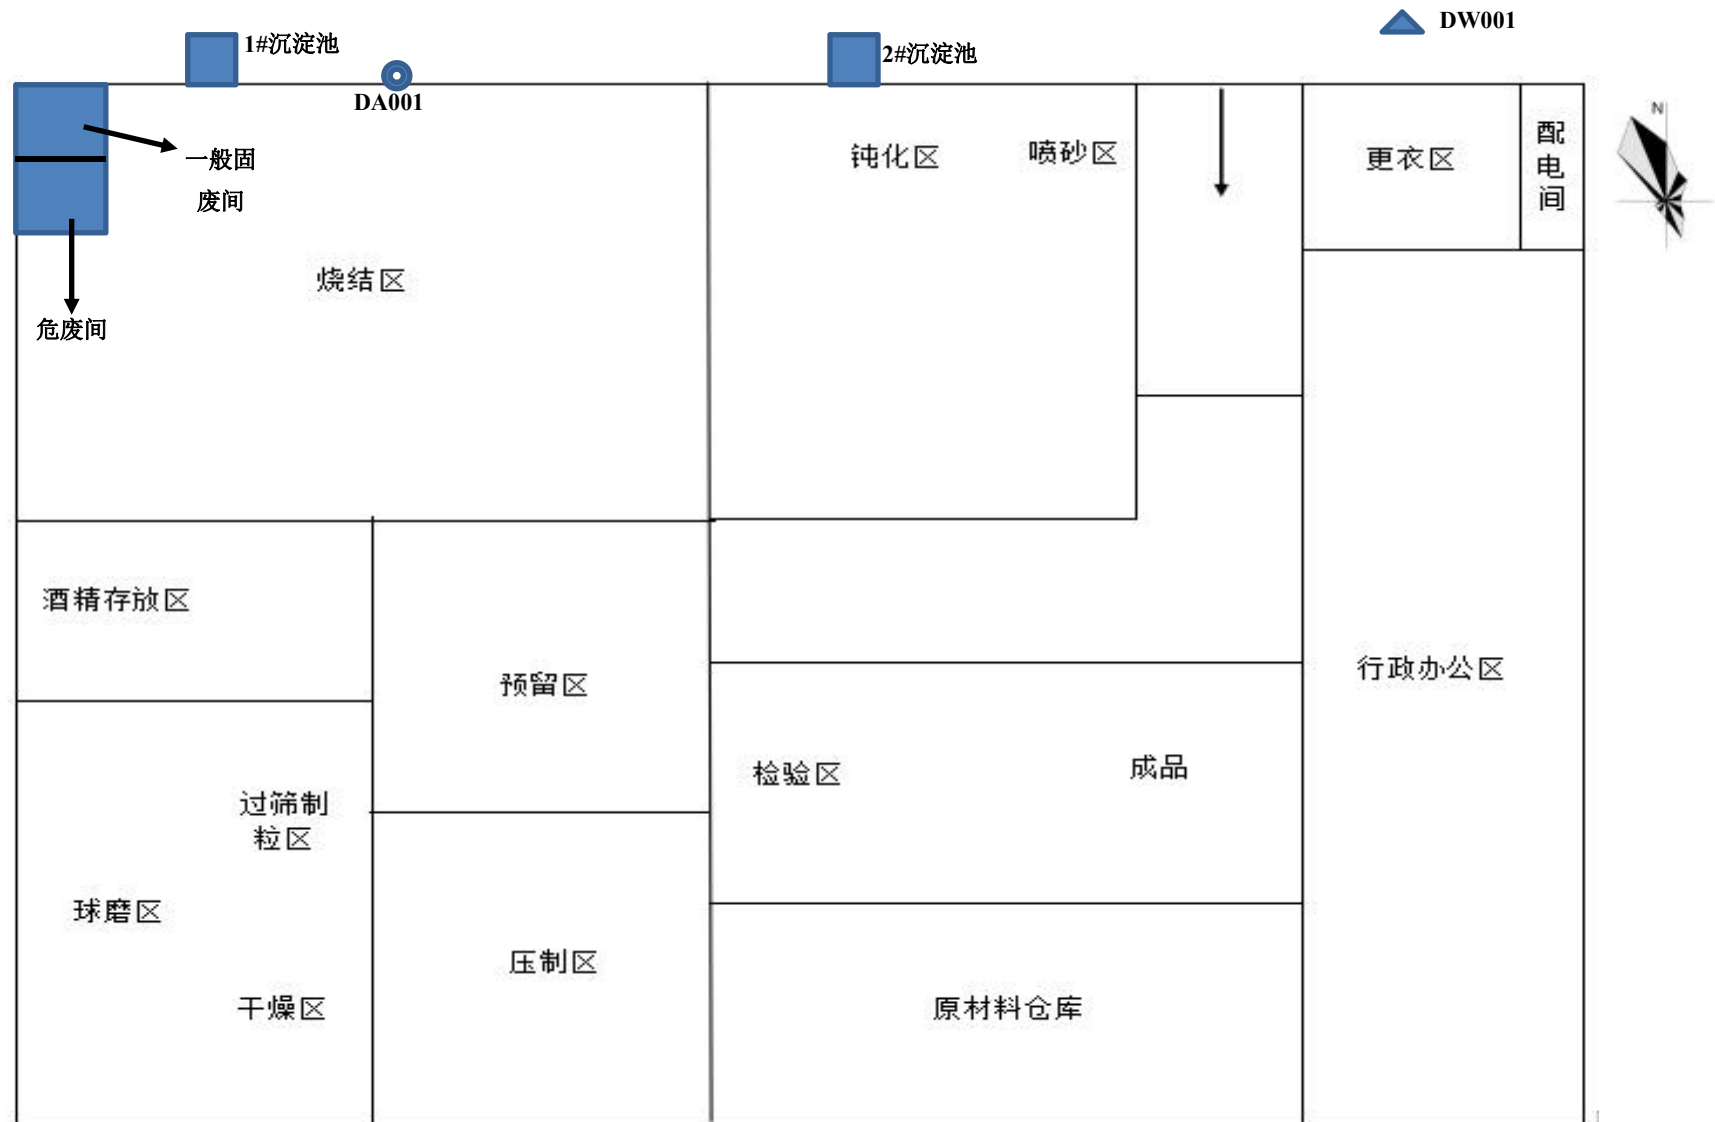 DW001
1#沉淀池
2#沉淀池
DA001
N
一般固
废间
钝化区
喷砂区
更衣区
配
电
间
烧结区
危废间
酒精存放区
预留区
行政办公区
检验区
成品
过筛制
粒区
球磨区
压制区
干燥区
原材料仓库